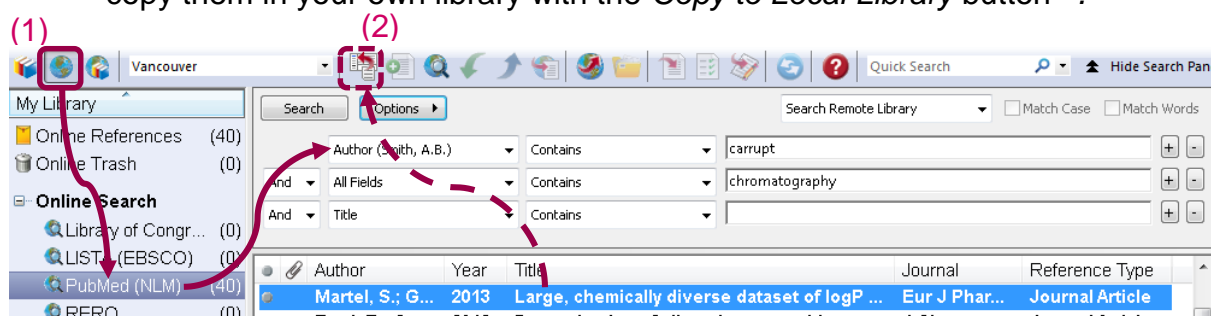 (1) (2)
Vancouver Quick Search Hide Search Pan
My Library Search Options Search Remote Library Match Case Match Words
Online References (40)
Author (Smith, A.B.) Contains carrupt + -
Online Trash (0)
And All Fields Contains chromatography + -
Online Search
And Title Contains + -
Library of Congr... (0)
LISTA (EBSCO) (0)
Author Year Title Journal Reference Type
PubMed (NLM) (40)
Martel, S.; G... 2013 Large, chemically diverse dataset of logP ... Eur J Phar... Journal Article
RERO (0)